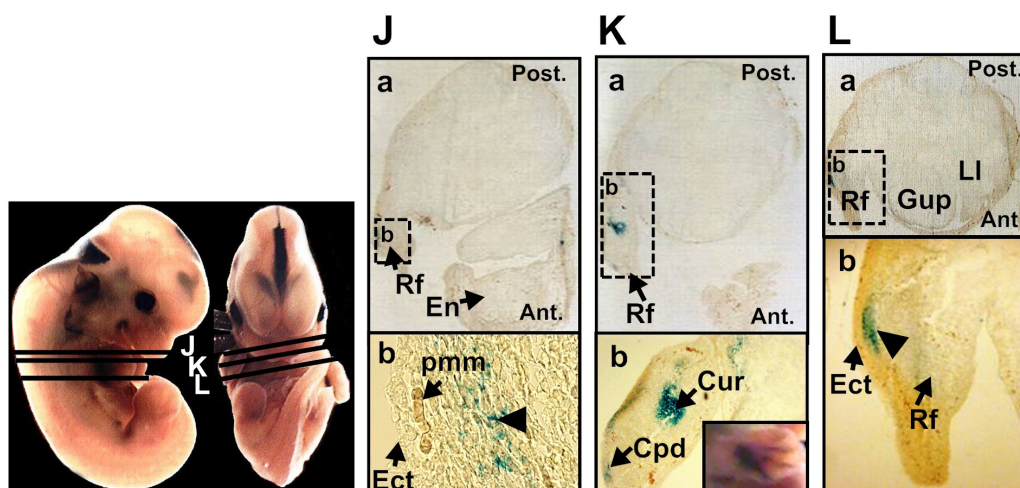 J
K
L
J
K
L
a
Post.
b
Rf
En
Ant.
b
pmm
Ect
a
Post.
b
Rf
Ant.
b
Cur
Cpd
a
Post.
b
Rf
Gup
Ll
Ant.
b
Ect
Rf